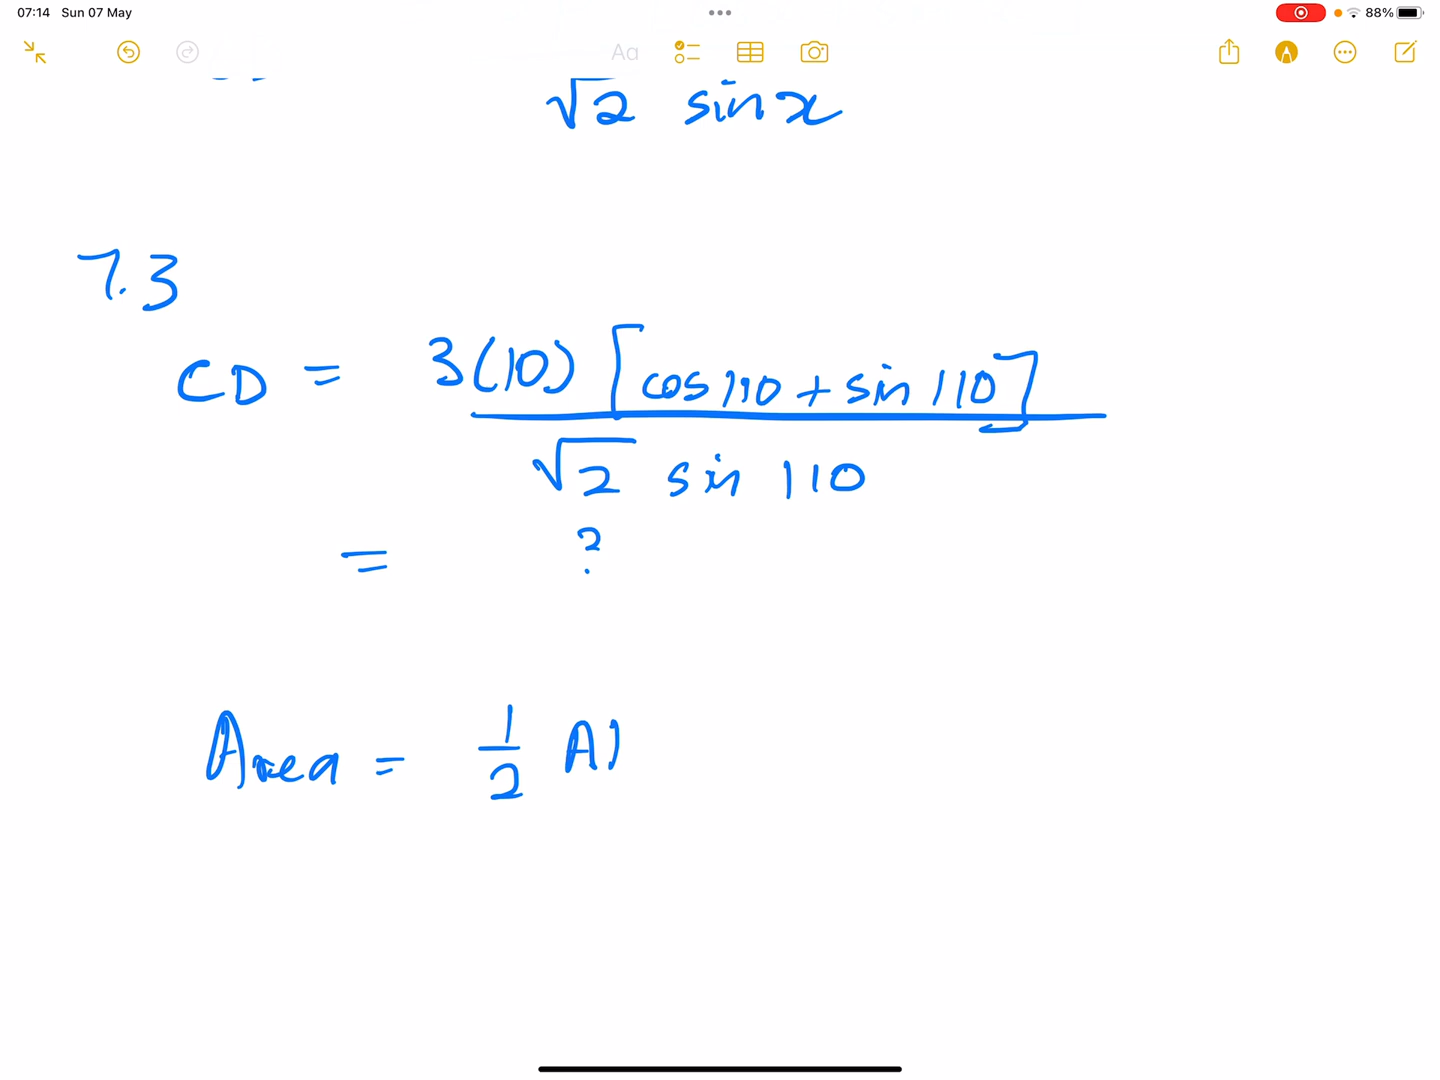 07:14 Sun 07 May 88%
Aa
√2 sin x
7.3
CD = 3(10) [cos 110 + sin 110]
√2 sin 110
= ?
Area = 1/2 A